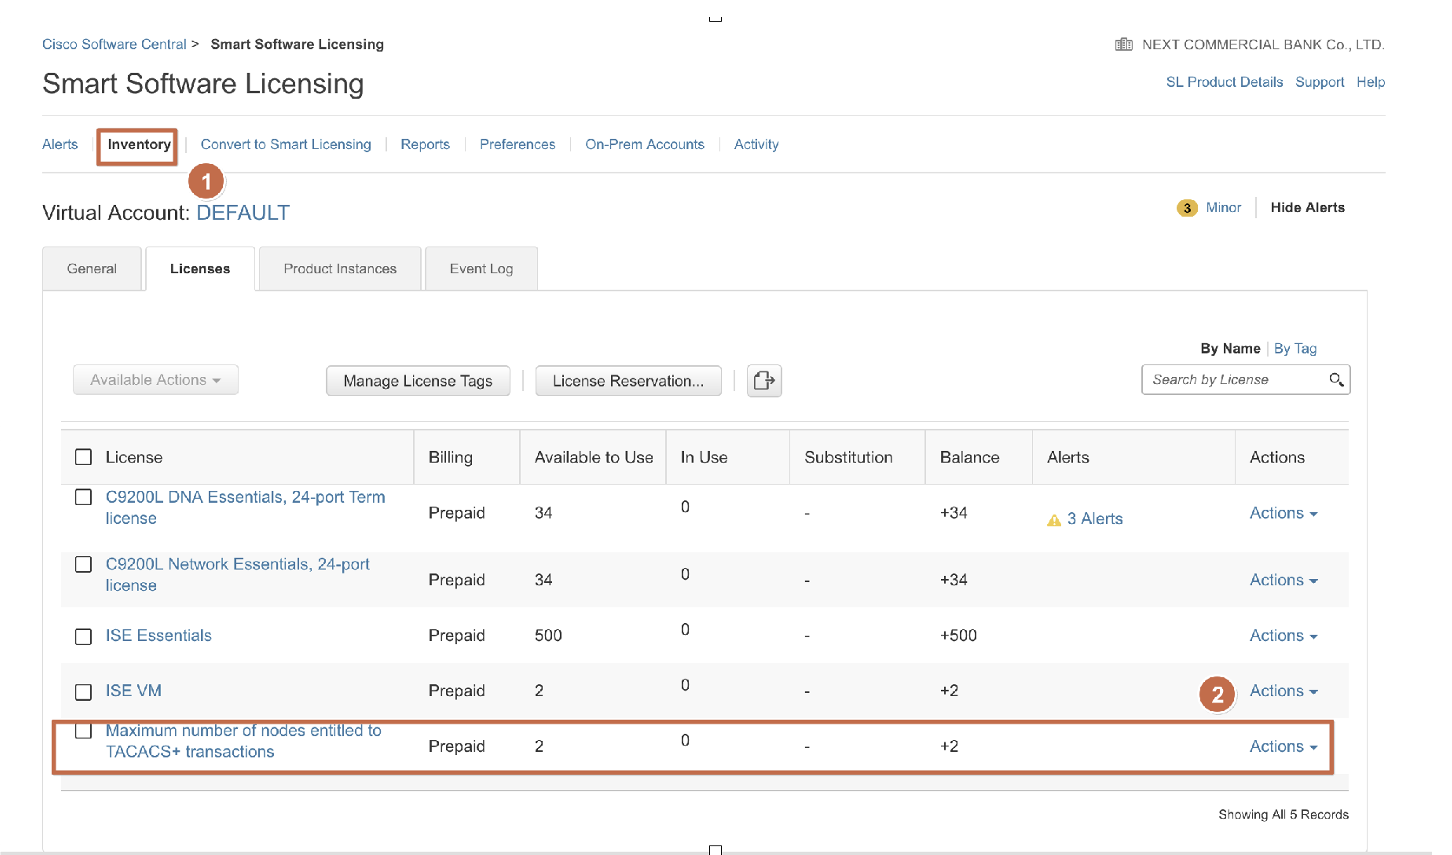 Cisco Software Central > Smart Software Licensing
NEXT COMMERCIAL BANK Co., LTD.
Smart Software Licensing
SL Product Details Support Help
Alerts Inventory Convert to Smart Licensing Reports Preferences On-Prem Accounts Activity
1
Virtual Account: DEFAULT
3 Minor Hide Alerts
General Licenses Product Instances Event Log
By Name By Tag
Available Actions Manage License Tags License Reservation... Search by License
License Billing Available to Use In Use Substitution Balance Alerts Actions
C9200L DNA Essentials, 24-port Term
license
Prepaid 34 0 - +34 3 Alerts Actions
C9200L Network Essentials, 24-port
license
Prepaid 34 0 - +34 Actions
ISE Essentials Prepaid 500 0 - +500 Actions
ISE VM Prepaid 2 0 - +2 2 Actions
Maximum number of nodes entitled to
TACACS+ transactions
Prepaid 2 0 - +2 Actions
Showing All 5 Records